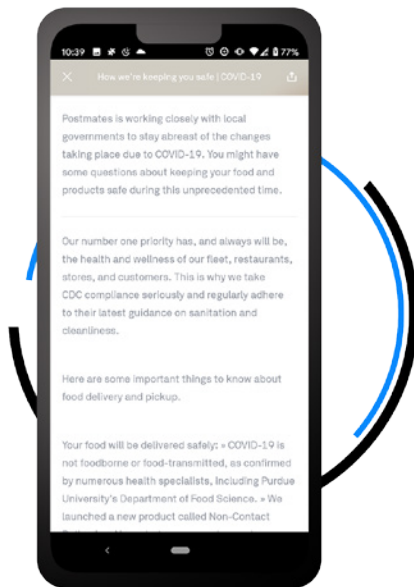 10:39
77%
How we're keeping you safe | COVID-19
Postmates is working closely with local
governments to stay abreast of the changes
taking place due to COVID-19. You might have
some questions about keeping your food and
products safe during this unprecedented time.
Our number one priority has, and always will be,
the health and wellness of our fleet, restaurants,
stores, and customers. This is why we take
CDC compliance seriously and regularly adhere
to their latest guidance on sanitation and
cleanliness.
Here are some important things to know about
food delivery and pickup.
Your food will be delivered safely: » COVID-19 is
not foodborne or food-transmitted, as confirmed
by numerous health specialists, including Purdue
University's Department of Food Science. » We
launched a new product called Non-Contact